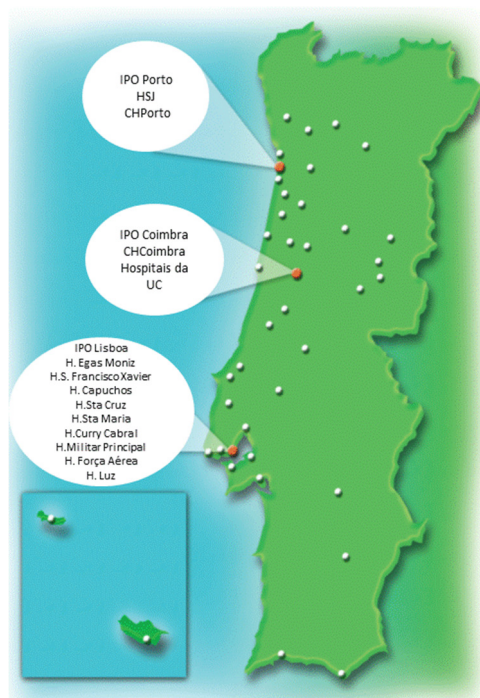 IPO Porto
HSJ
CHPorto
IPO Coimbra
CHCoimbra
Hospitais da
UC
IPO Lisboa
H. Egas Moniz
H.S. Francisco Xavier
H. Capuchos
H.Sta Cruz
H.Sta Maria
H.Curry Cabral
H.Militar Principal
H. Força Aérea
H. Luz